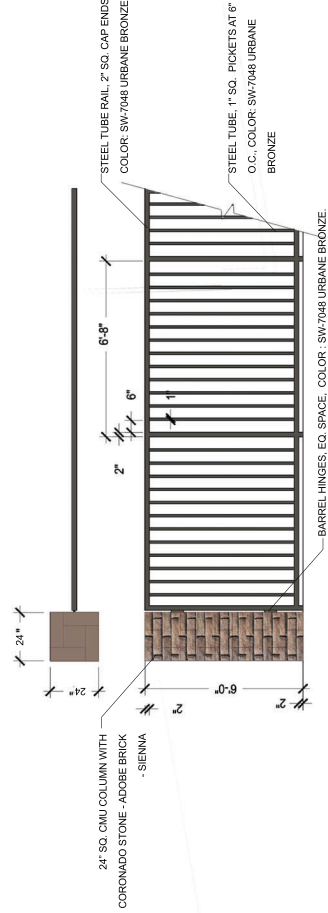 STEEL TUBE RAIL, 2" SQ. CAP ENDS
COLOR: SW-7048 URBANE BRONZE
STEEL TUBE, 1" SQ. PICKETS AT 6"
O.C., COLOR: SW-7048 URBANE
BRONZE
6'-8"
6"
1"
2"
24"
24"
6'-0"
2"
2"
24" SQ. CMU COLUMN WITH
CORONADO STONE - ADOBE BRICK
- SIENNA
BARREL HINGES, EQ. SPACE, COLOR : SW-7048 URBANE BRONZE.